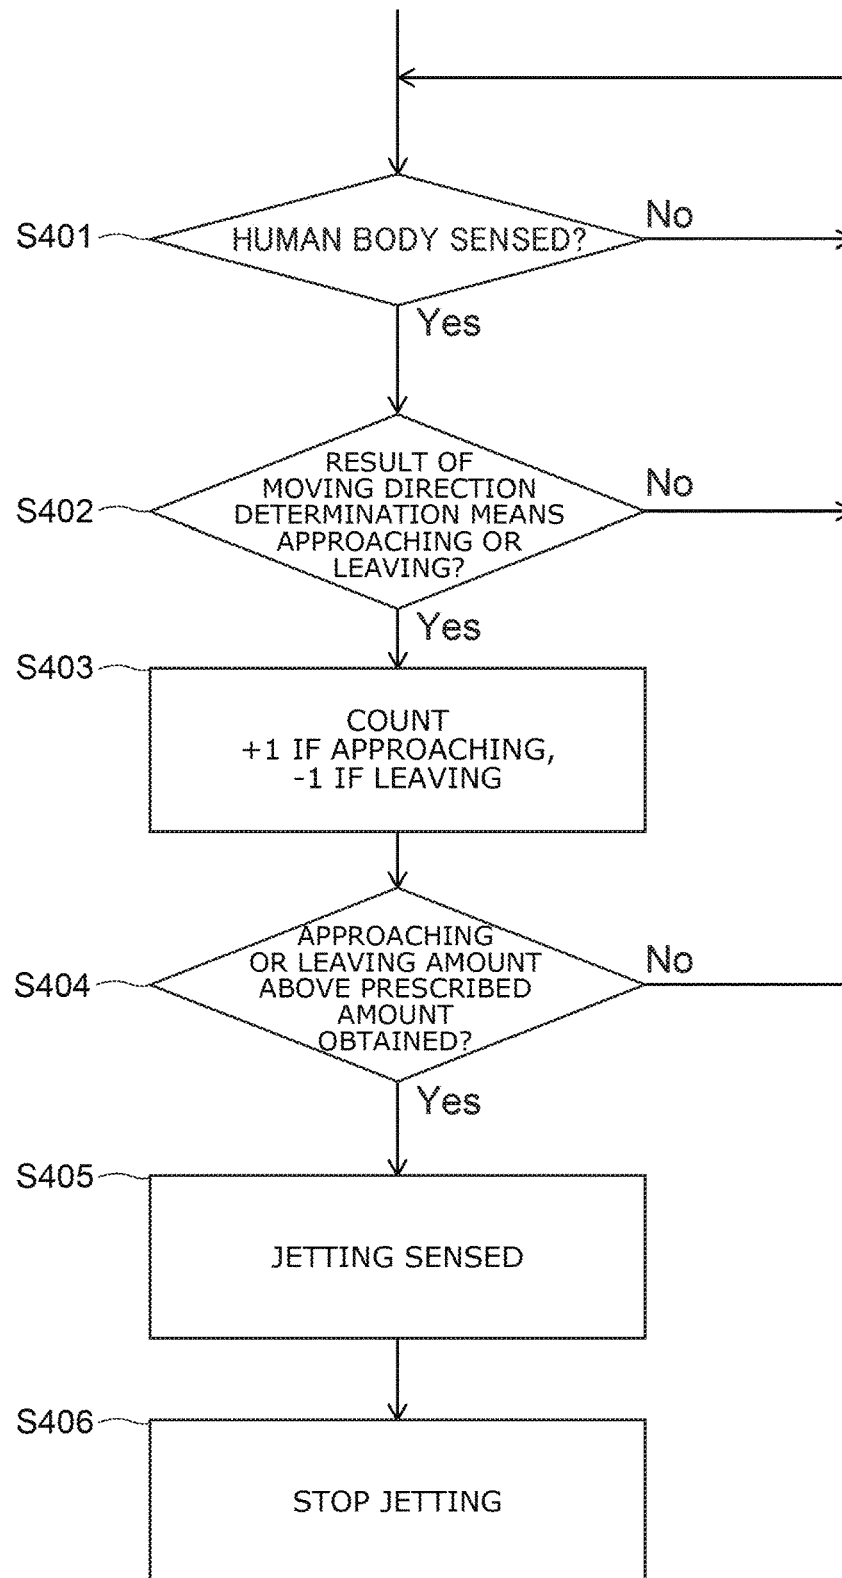 S401
HUMAN BODY SENSED?
No
Yes
S402
RESULT OF
MOVING DIRECTION
DETERMINATION MEANS
APPROACHING OR
LEAVING?
No
Yes
S403
COUNT
+1 IF APPROACHING,
-1 IF LEAVING
S404
APPROACHING
OR LEAVING AMOUNT
ABOVE PRESCRIBED
AMOUNT
OBTAINED?
No
Yes
S405
JETTING SENSED
S406
STOP JETTING